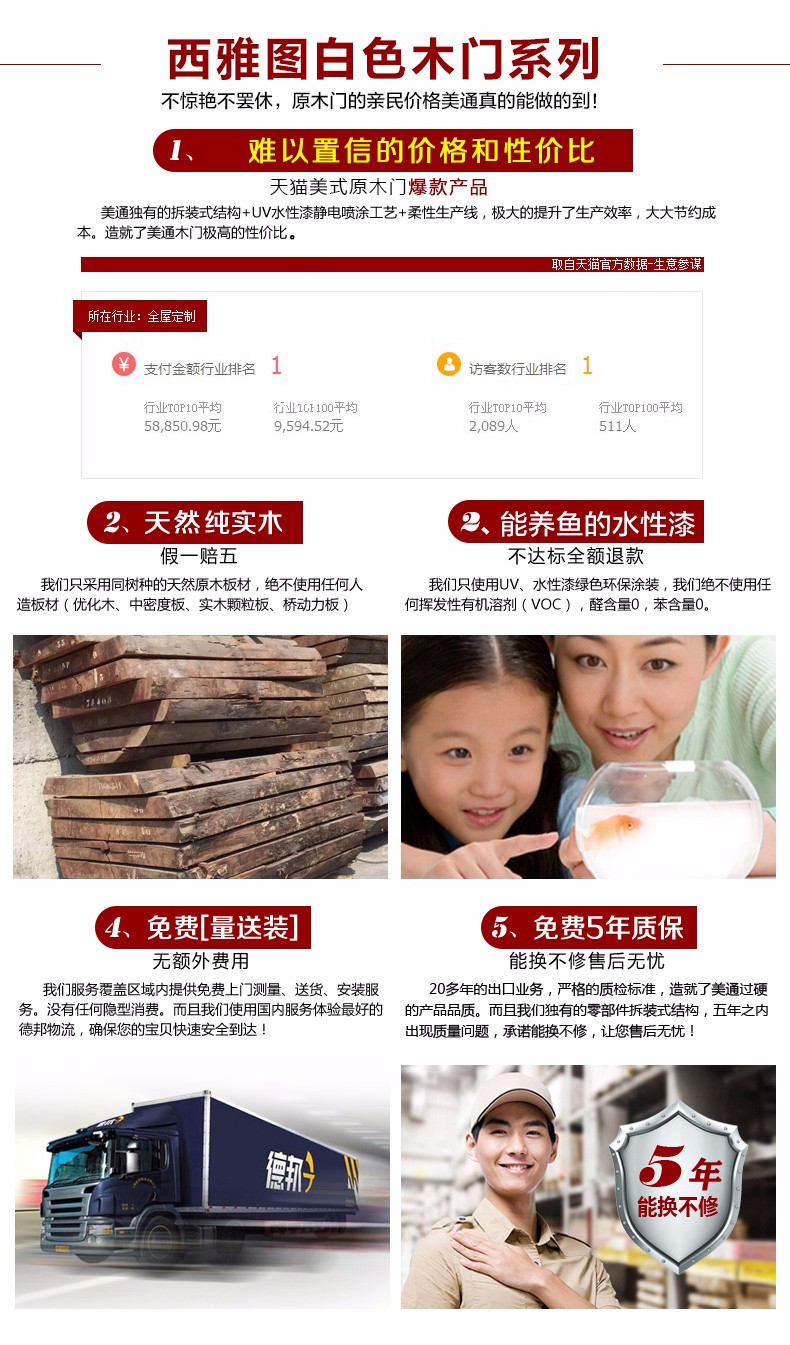 西雅图白色木门系列
不惊艳不罢休，原木门的亲民价格美通真的能做的到！
1、 难以置信的价格和性价比
天猫美式原木门爆款产品
美通独有的拆装式结构+UV水性漆静电喷涂工艺+柔性生产线，极大的提升了生产效率，大大节约成
本。造就了美通木门极高的性价比。
取自天猫官方数据-生意参谋
所在行业：全屋定制
¥ 支付金额行业排名 1
行业TOP10平均 行业TOP100平均
58,850.98元 9,594.52元
访客数行业排名 1
行业TOP10平均 行业TOP100平均
2,089人 511人
2、天然纯实木
假一赔五
我们只采用同树种的天然原木板材，绝不使用任何人
造板材（优化木、中密度板、实木颗粒板、桥动力板）
2、能养鱼的水性漆
不达标全额退款
我们只使用UV、水性漆绿色环保涂装，我们绝不使用任
何挥发性有机溶剂（VOC），醛含量0，苯含量0。
4、免费[量送装]
无额外费用
我们服务覆盖区域内提供免费上门测量、送货、安装服
务。没有任何隐型消费。而且我们使用国内服务体验最好的
德邦物流，确保您的宝贝快速安全到达！
5、免费5年质保
能换不修售后无忧
20多年的出口业务，严格的质检标准，造就了美通过硬
的产品品质。而且我们独有的零部件拆装式结构，五年之内
出现质量问题，承诺能换不修，让您售后无忧！
德邦
5年
能换不修